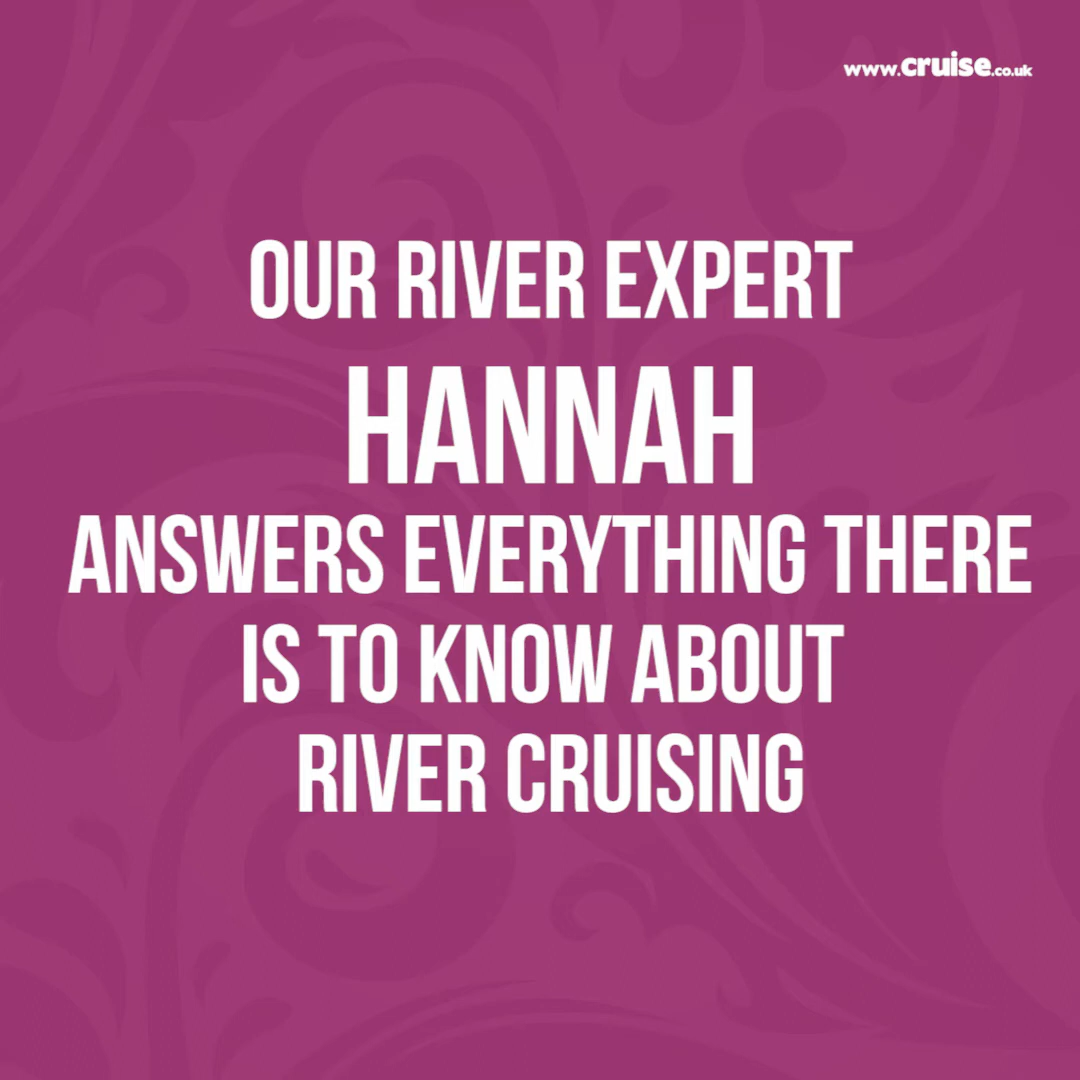 www.cruise.co.uk
OUR RIVER EXPERT
HANNAH
ANSWERS EVERYTHING THERE
IS TO KNOW ABOUT
RIVER CRUISING